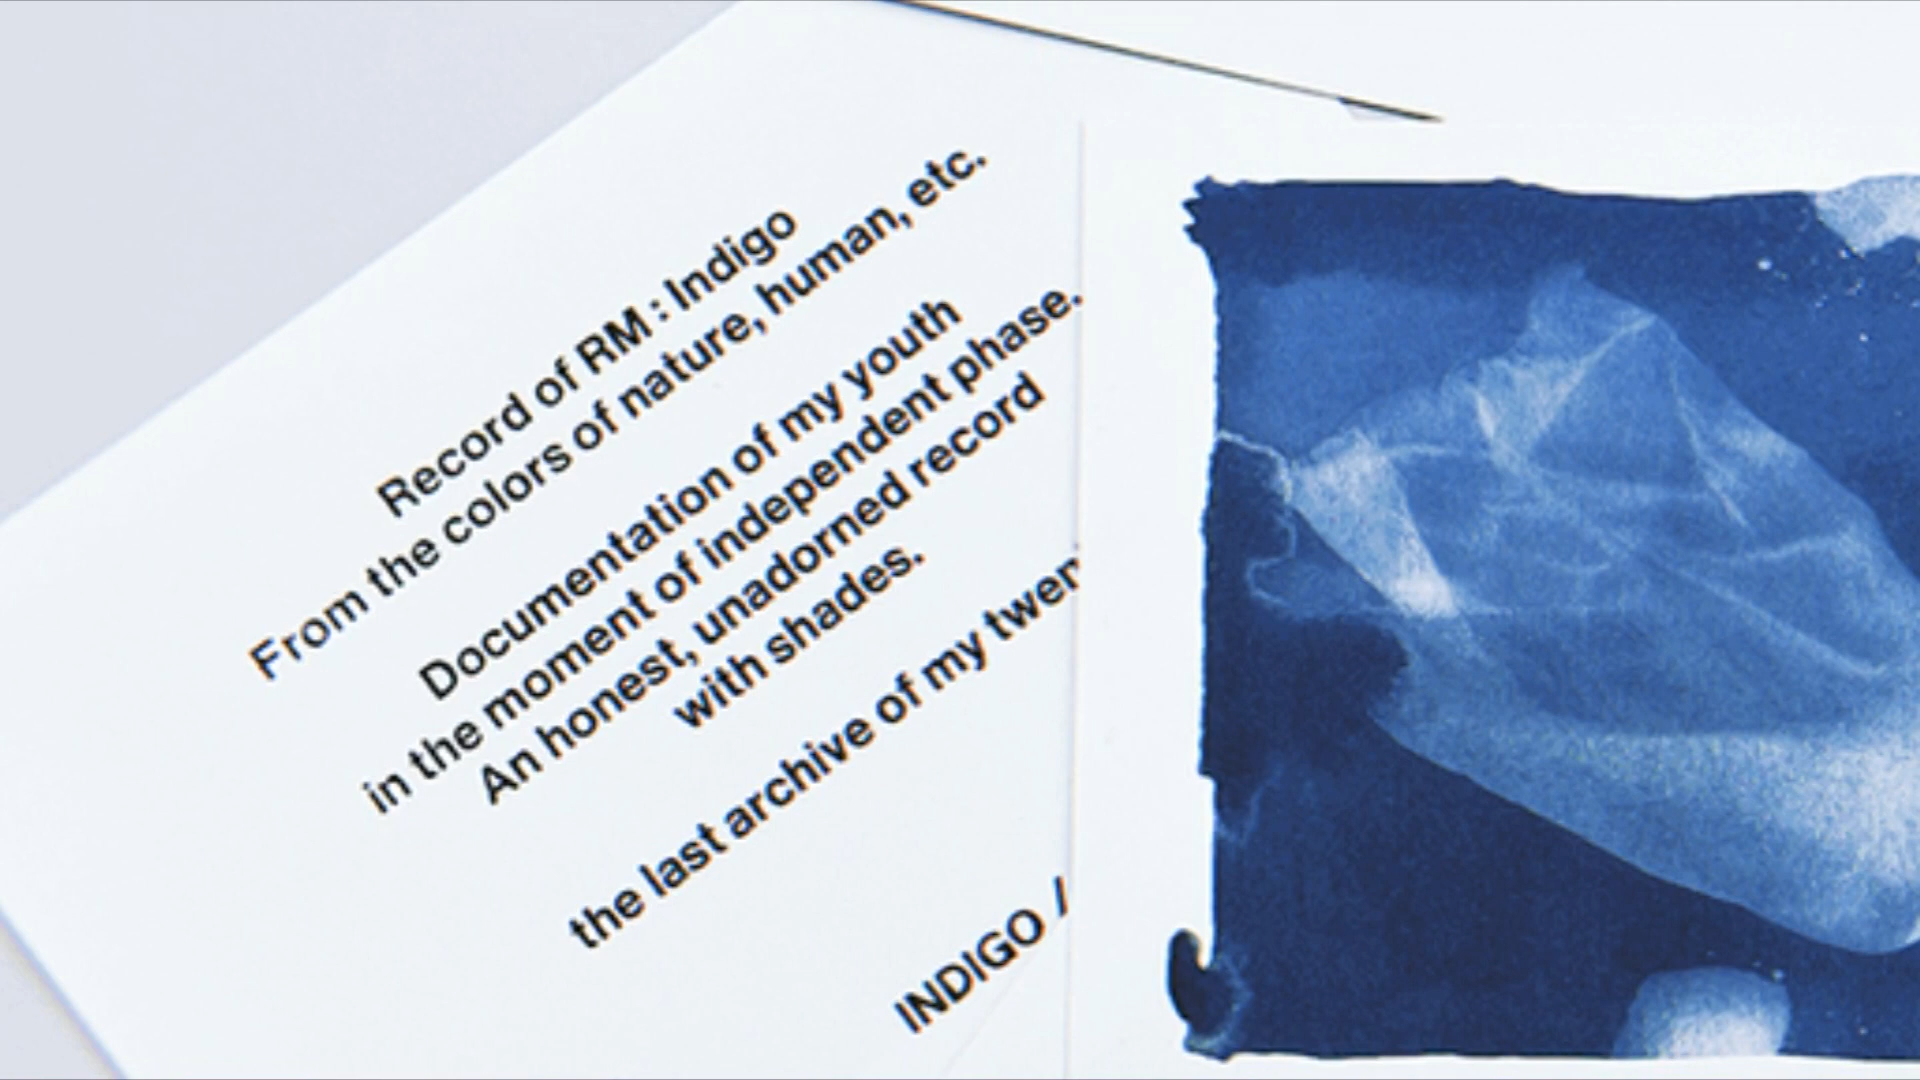 Record of RM : Indigo
From the colors of nature, human, etc.
Documentation of my youth
in the moment of independent phase.
An honest, unadorned record
with shades.
the last archive of my
INDIGO /